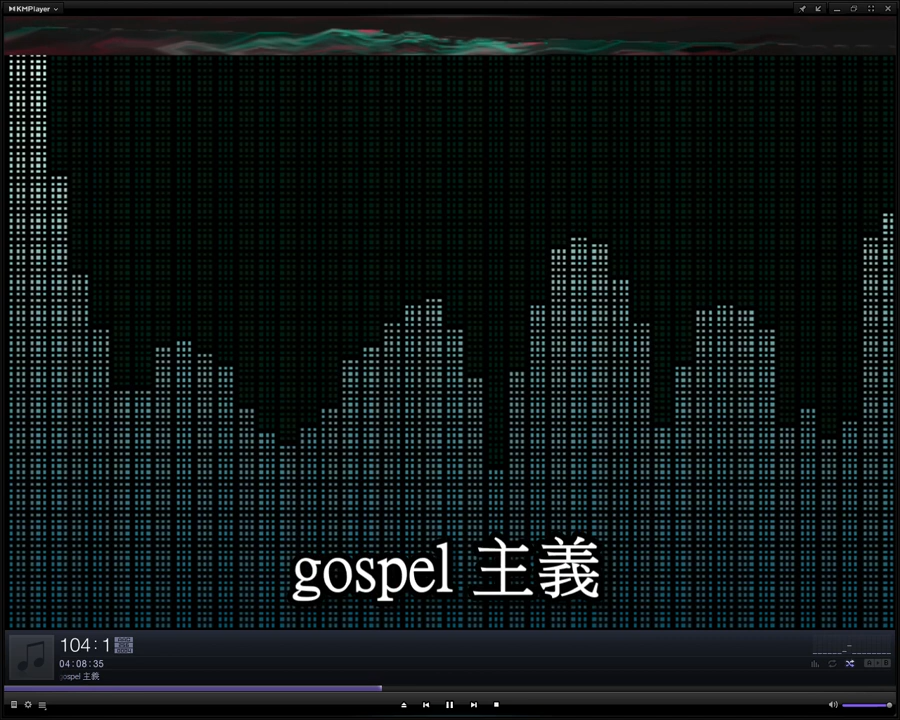 KMPlayer
gospel 主義
104:1
04:08:35
gospel 主義
A B